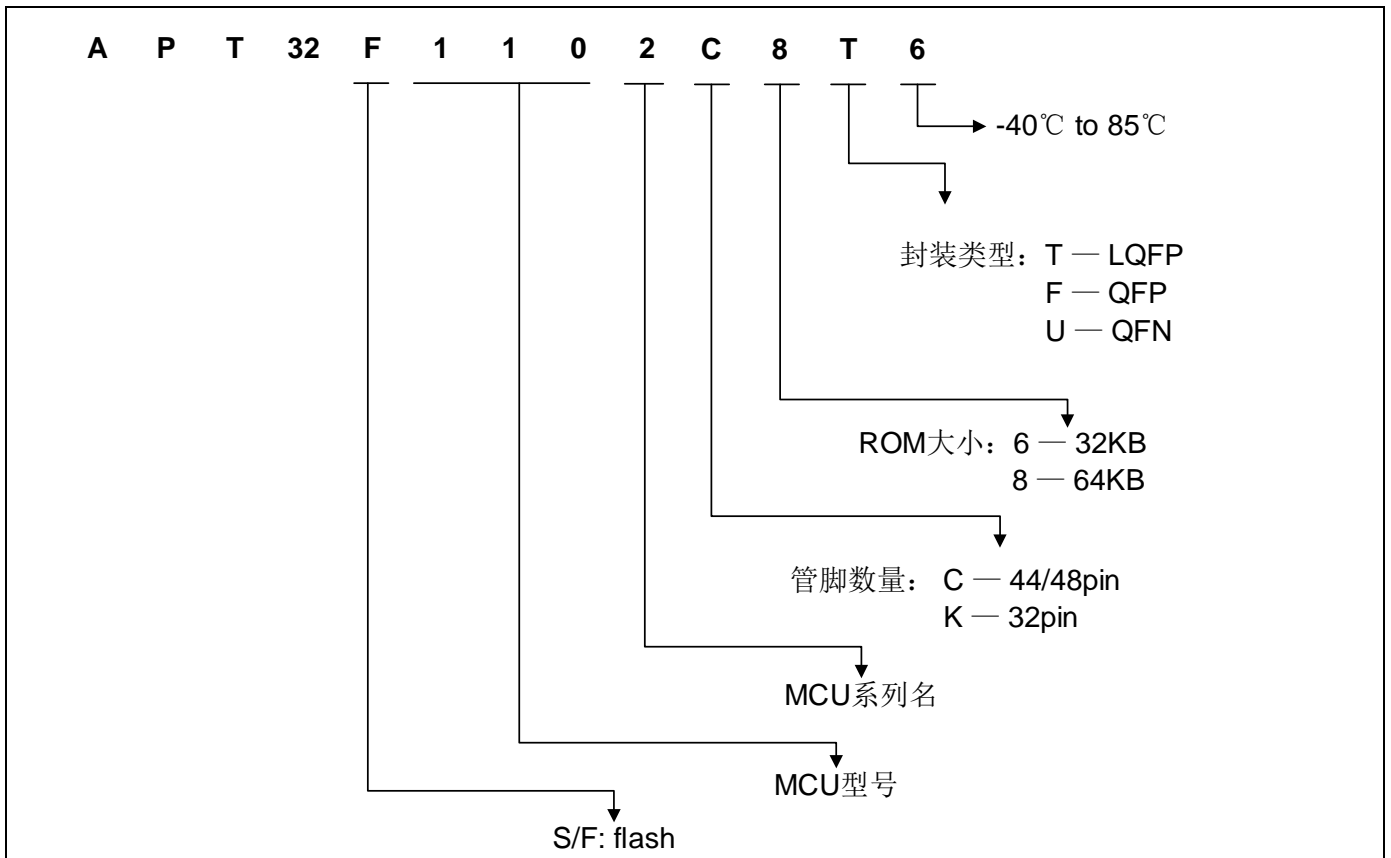 A P T 32 F 1 1 0 2 C 8 T 6
-40℃ to 85℃
封装类型：T — LQFP
F — QFP
U — QFN
ROM大小：6 — 32KB
8 — 64KB
管脚数量： C — 44/48pin
K — 32pin
MCU系列名
MCU型号
S/F: flash